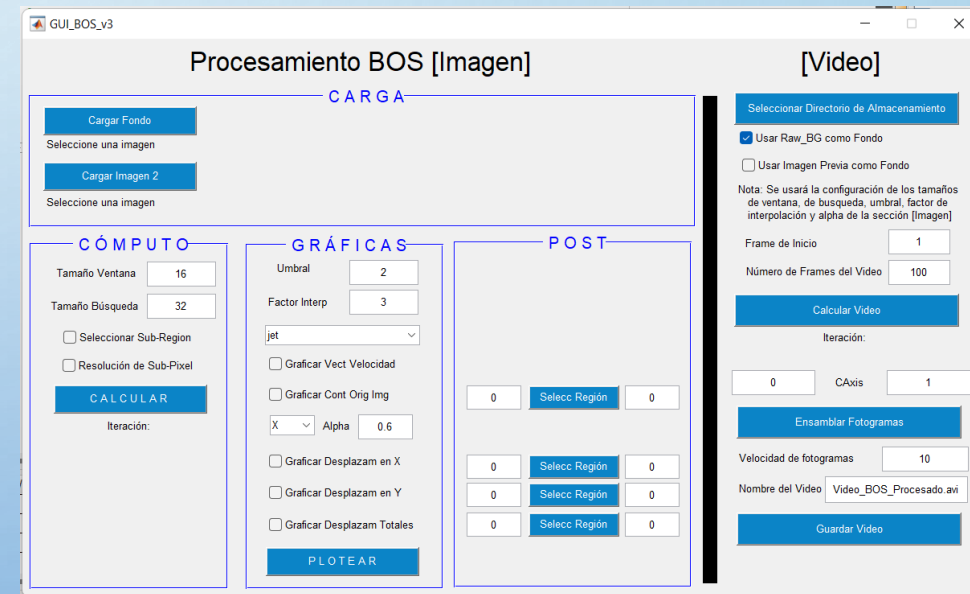 GUI_BOS_v3
Procesamiento BOS [Imagen]
CARGA
Cargar Fondo
Seleccione una imagen
Cargar Imagen 2
Seleccione una imagen
CÓMPUTO
Tamaño Ventana 16
Tamaño Búsqueda 32
Seleccionar Sub-Region
Resolución de Sub-Pixel
CALCULAR
Iteración:
GRÁFICAS
Umbral 2
Factor Interp 3
jet
Graficar Vect Velocidad
Graficar Cont Orig Img
X Alpha 0.6
Graficar Desplazam en X
Graficar Desplazam en Y
Graficar Desplazam Totales
PLOTEAR
POST
0 Selecc Región 0
0 Selecc Región 0
0 Selecc Región 0
0 Selecc Región 0
[Video]
Seleccionar Directorio de Almacenamiento
Usar Raw_BG como Fondo
Usar Imagen Previa como Fondo
Nota: Se usará la configuración de los tamaños
de ventana, de busqueda, umbral, factor de
interpolación y alpha de la sección [Imagen]
Frame de Inicio 1
Número de Frames del Video 100
Calcular Video
Iteración:
0 CAxis 1
Ensamblar Fotogramas
Velocidad de fotogramas 10
Nombre del Video Video_BOS_Procesado.avi
Guardar Video